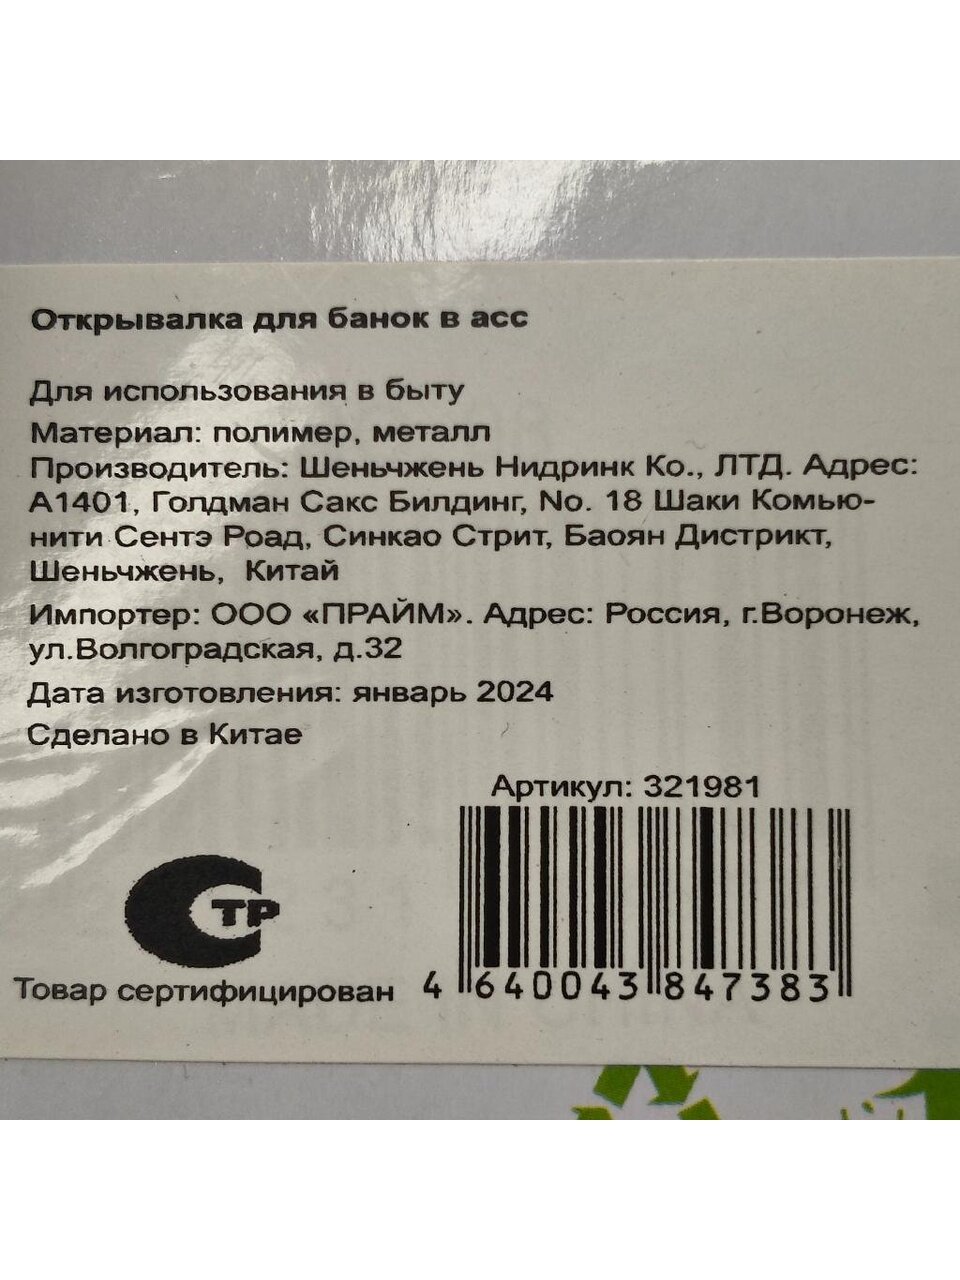 Открывалка для банок в асс
Для использования в быту
Материал: полимер, металл
Производитель: Шеньчжень Нидринк Ко., ЛТД. Адрес:
А1401, Голдман Сакс Билдинг, No. 18 Шаки Комью-
нити Сентэ Роад, Синкао Стрит, Баоян Дистрикт,
Шеньчжень, Китай
Импортер: ООО «ПРАЙМ». Адрес: Россия, г.Воронеж,
ул.Волгоградская, д.32
Дата изготовления: январь 2024
Сделано в Китае
Артикул: 321981
СТР
Товар сертифицирован
4 640043 847383